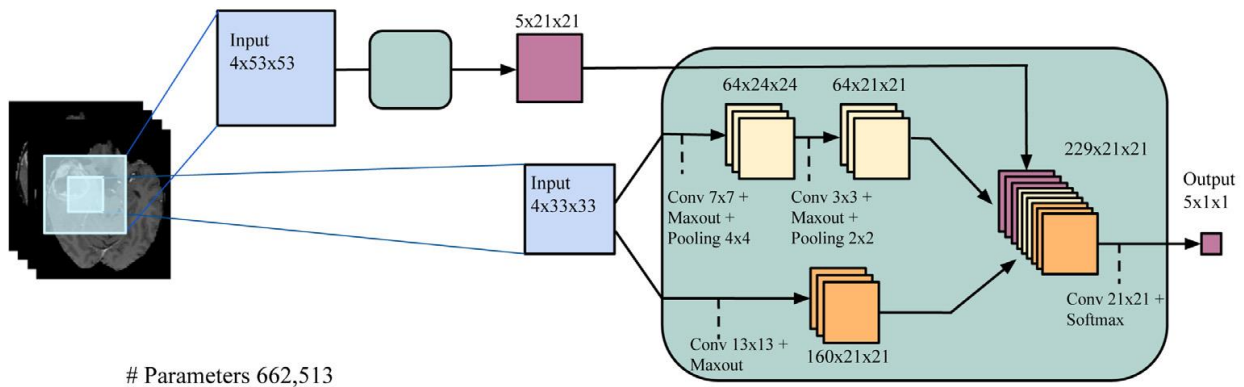 Input
4x53x53
5x21x21
64x24x24
64x21x21
229x21x21
Input
4x33x33
Conv 7x7 +
Maxout +
Pooling 4x4
Conv 3x3 +
Maxout +
Pooling 2x2
Output
5x1x1
Conv 21x21 +
Softmax
Conv 13x13 +
Maxout
160x21x21
# Parameters 662,513